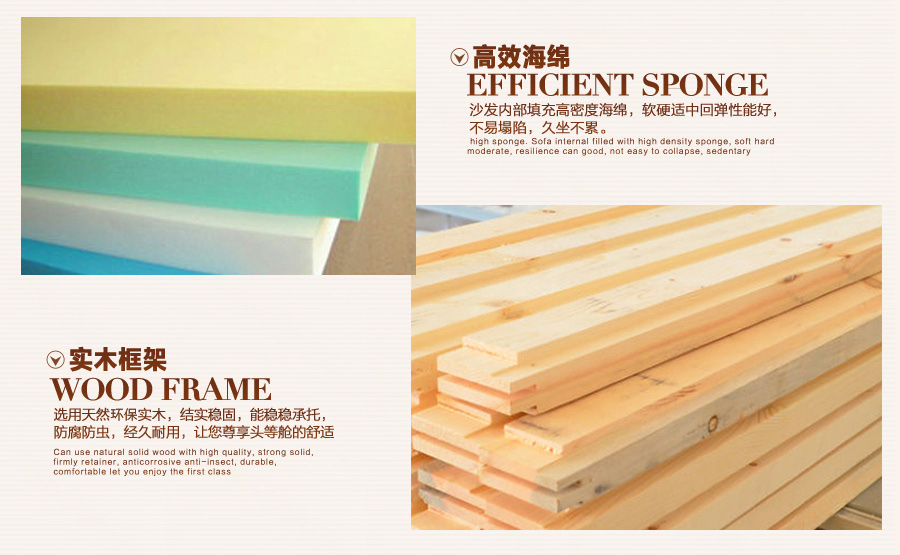 高效海绵
EFFICIENT SPONGE
沙发内部填充高密度海绵，软硬适中回弹性能好，
不易塌陷，久坐不累。
high sponge. Sofa internal filled with high density sponge, soft hard
moderate, resilience can good, not easy to collapse, sedentary
实木框架
WOOD FRAME
选用天然环保实木，结实稳固，能稳稳承托，
防腐防虫，经久耐用，让您尊享头等舱的舒适
Can use natural solid wood with high quality, strong solid,
firmly retainer, anticorrosive anti-insect, durable,
comfortable let you enjoy the first class